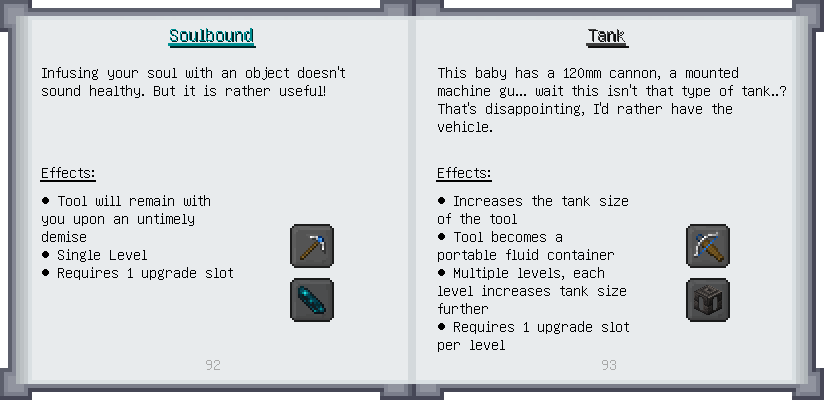 Soulbound
Infusing your soul with an object doesn't
sound healthy. But it is rather useful!
Effects:
● Tool will remain with
you upon an untimely
demise
● Single Level
● Requires 1 upgrade slot
92
Tank
This baby has a 120mm cannon, a mounted
machine gu... wait this isn't that type of tank..?
That's disappointing, I'd rather have the
vehicle.
Effects:
● Increases the tank size
of the tool
● Tool becomes a
portable fluid container
● Multiple levels, each
level increases tank size
further
● Requires 1 upgrade slot
per level
93